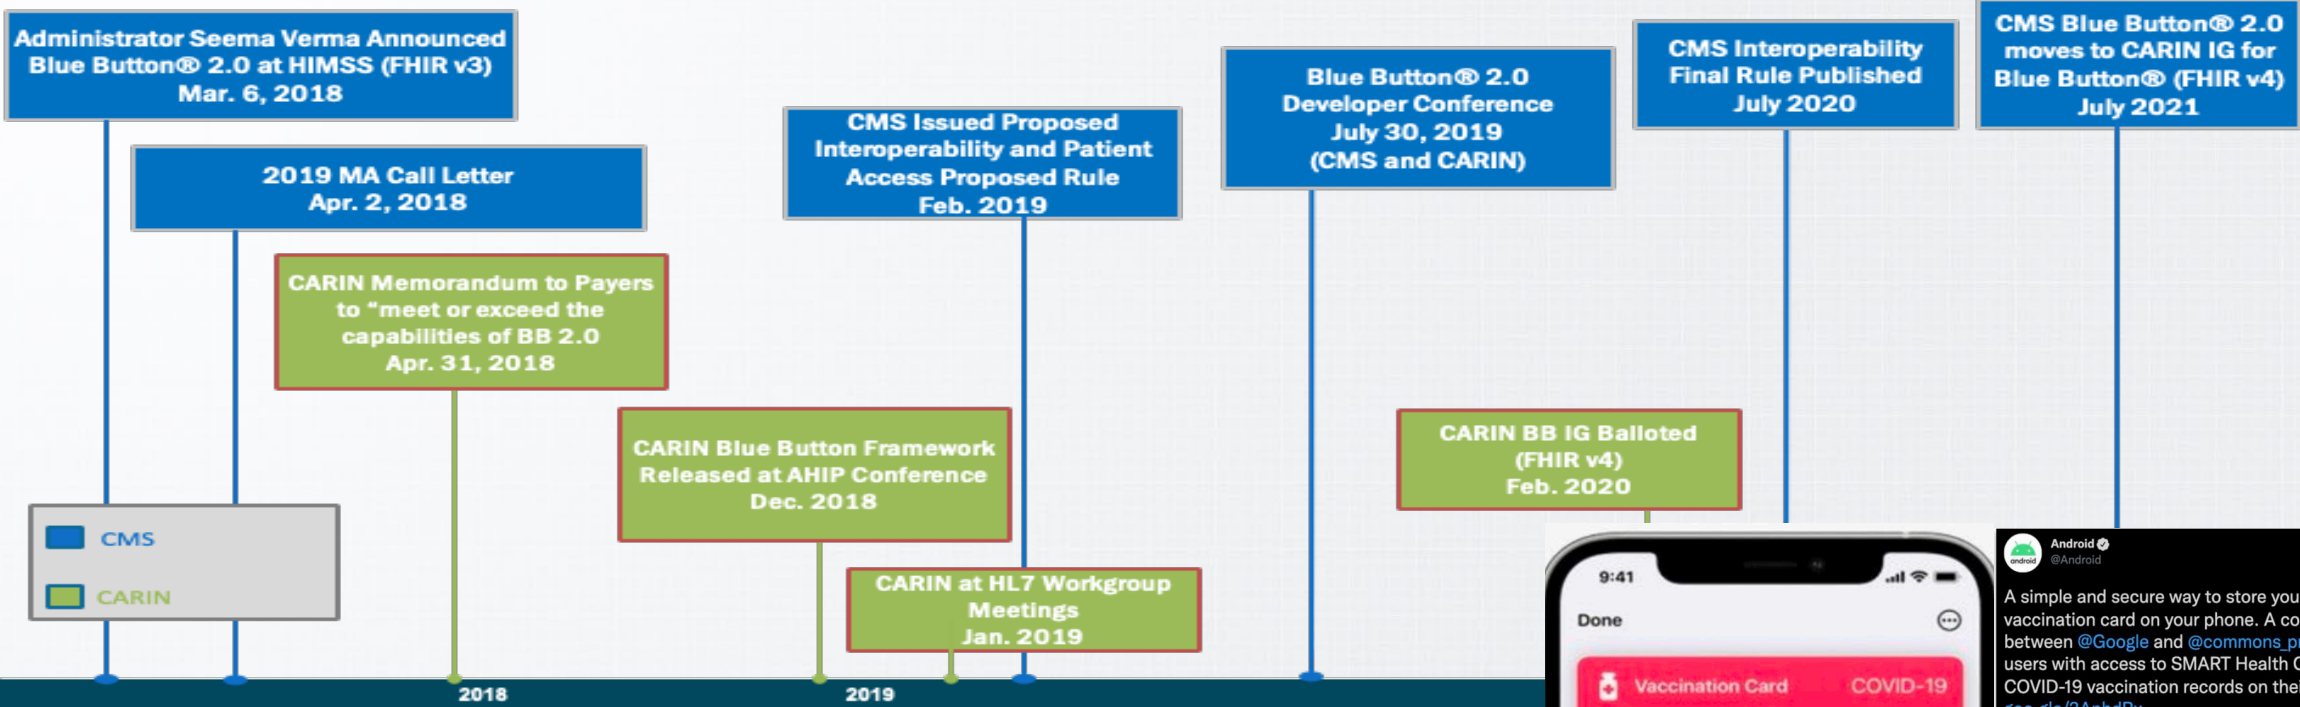 Administrator Seema Verma Announced
Blue Button® 2.0 at HIMSS (FHIR v3)
Mar. 6, 2018
2019 MA Call Letter
Apr. 2, 2018
CARIN Memorandum to Payers
to “meet or exceed the
capabilities of BB 2.0
Apr. 31, 2018
CARIN Blue Button Framework
Released at AHIP Conference
Dec. 2018
CMS Issued Proposed
Interoperability and Patient
Access Proposed Rule
Feb. 2019
CARIN at HL7 Workgroup
Meetings
Jan. 2019
Blue Button® 2.0
Developer Conference
July 30, 2019
(CMS and CARIN)
CARIN BB IG Balloted
(FHIR v4)
Feb. 2020
CMS Interoperability
Final Rule Published
July 2020
CMS Blue Button® 2.0
moves to CARIN IG for
Blue Button® (FHIR v4)
July 2021
CMS
CARIN
2018
2019
9:41
Done
Vaccination Card COVID-19
android
Android
@Android
A simple and secure way to store you
vaccination card on your phone. A co
between @Google and @commons_pr
users with access to SMART Health C
COVID-19 vaccination records on thei